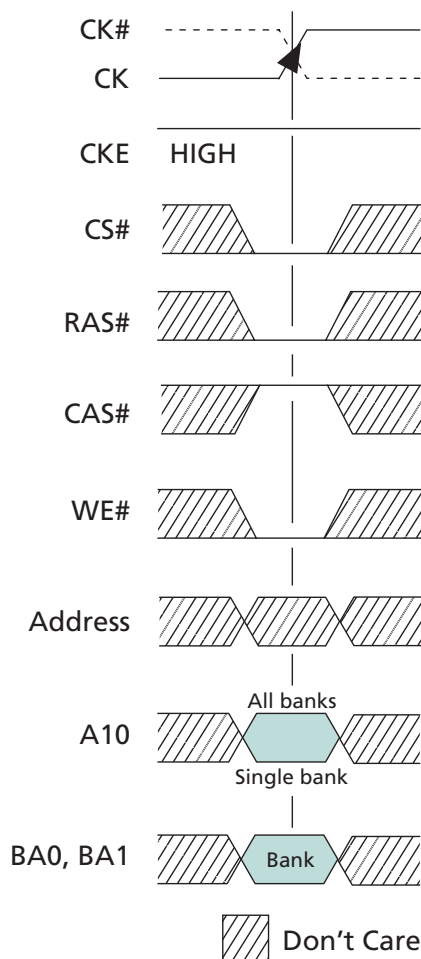 CK#
CK
CKE HIGH
CS#
RAS#
CAS#
WE#
Address
All banks
A10
Single bank
BA0, BA1 Bank
Don't Care